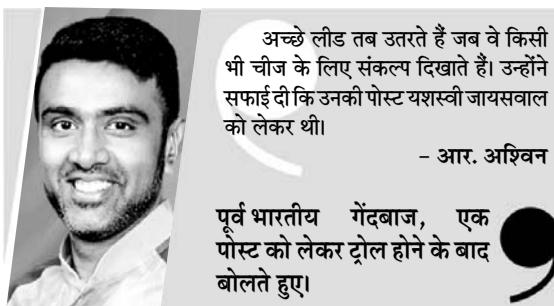 अच्छे लीड तब उतरते हैं जब वे किसी
भी चीज के लिए संकल्प दिखाते हैं। उन्होंने
सफाई दी कि उनकी पोस्ट यशस्वी जायसवाल
को लेकर थी।
– आर. अश्विन
पूर्व भारतीय गेंदबाज, एक
पोस्ट को लेकर ट्रोल होने के बाद
बोलते हुए।